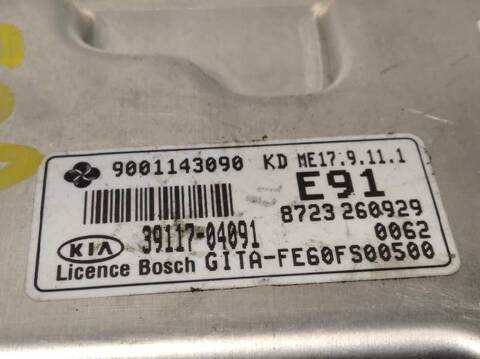 9001143090 KD ME17.9.11.1
E91
8723 260929
39117-04091 0062
KIA
Licence Bosch GITA-FE60FS00500